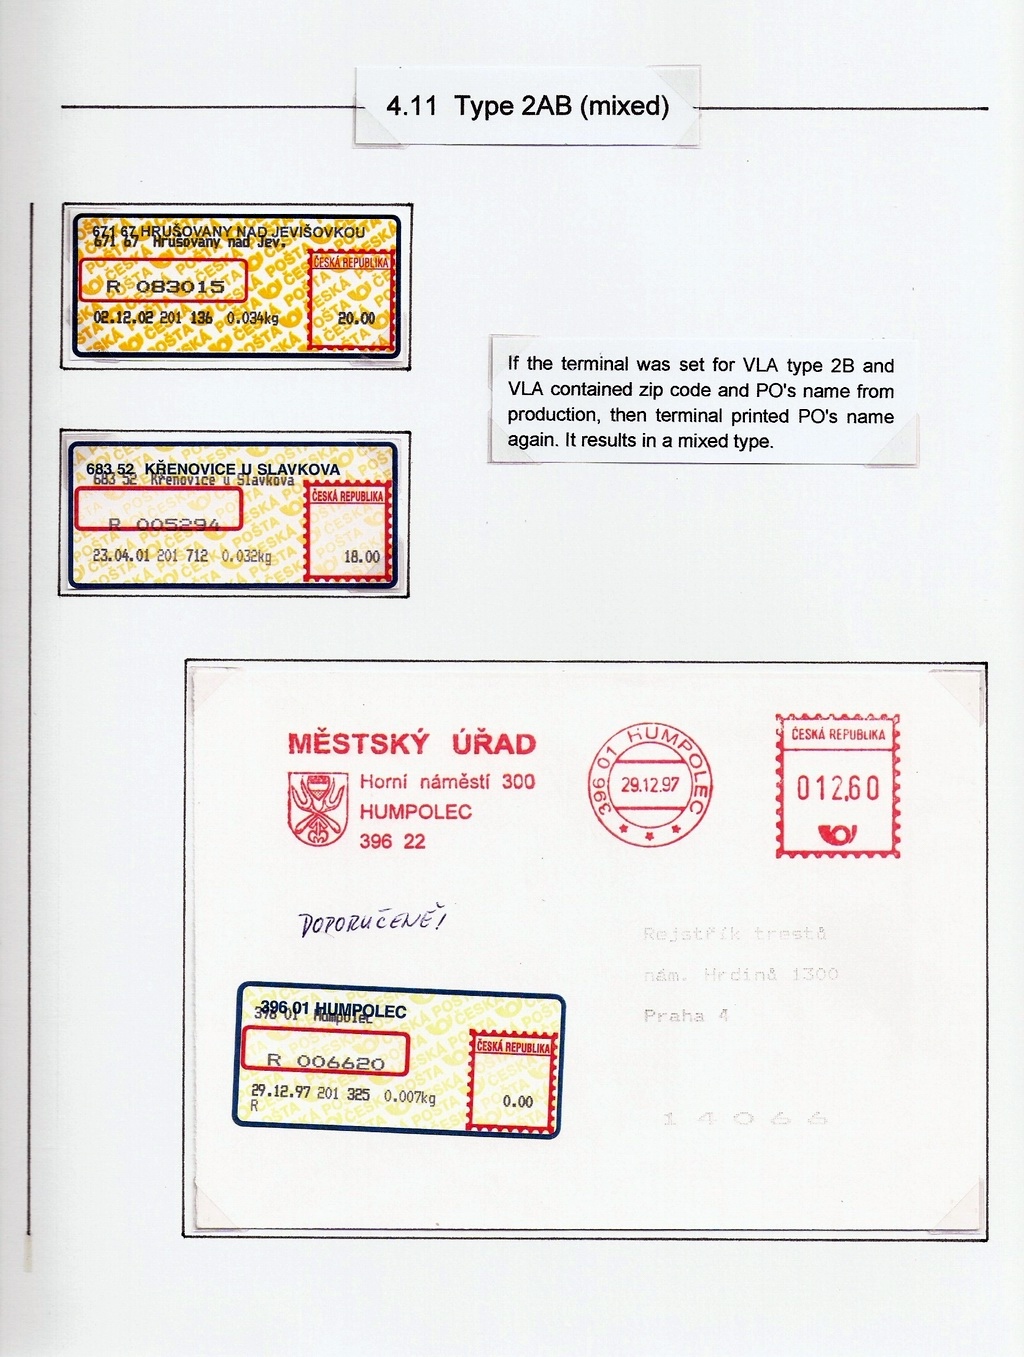 4.11 Type 2AB (mixed)
671 67 HRUŠOVANY NAD JEVIŠOVKOU
671 67 Hrušovany nad Jev.
ČESKÁ REPUBLIKA
R 083015
02.12.02 201 136 0.034kg 20.00
If the terminal was set for VLA type 2B and
VLA contained zip code and PO's name from
production, then terminal printed PO's name
again. It results in a mixed type.
683 52 KŘENOVICE U SLAVKOVA
683 52 Křenovice u Slavkova
ČESKÁ REPUBLIKA
R 005294
23.04.01 201 712 0.032kg 18.00
MĚSTSKÝ ÚŘAD
Horní náměstí 300
HUMPOLEC
396 22
396 01 HUMPOLEC
29.12.97
ČESKÁ REPUBLIKA
012,60
DOPORUČENĚ!
Rejstřík trestů
nám. Hrdinů 1300
Praha 4
14066
396 01 HUMPOLEC
396 01 Humpolec
ČESKÁ REPUBLIKA
R 006620
29.12.97 201 325 0.007kg 0.00
R